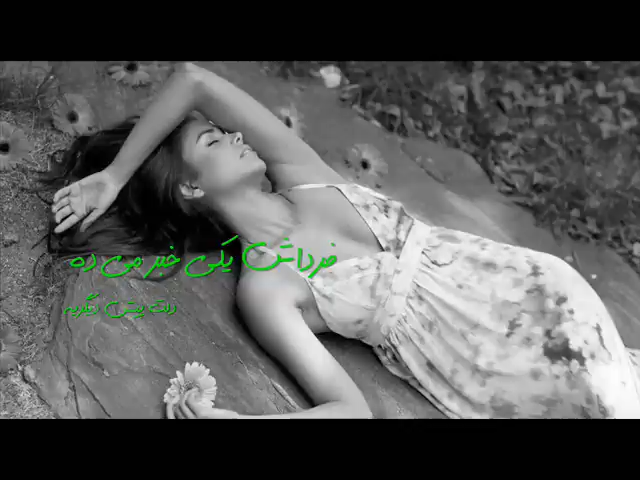 فرداش یکی خبر می ده
دلت پیش دیگریه